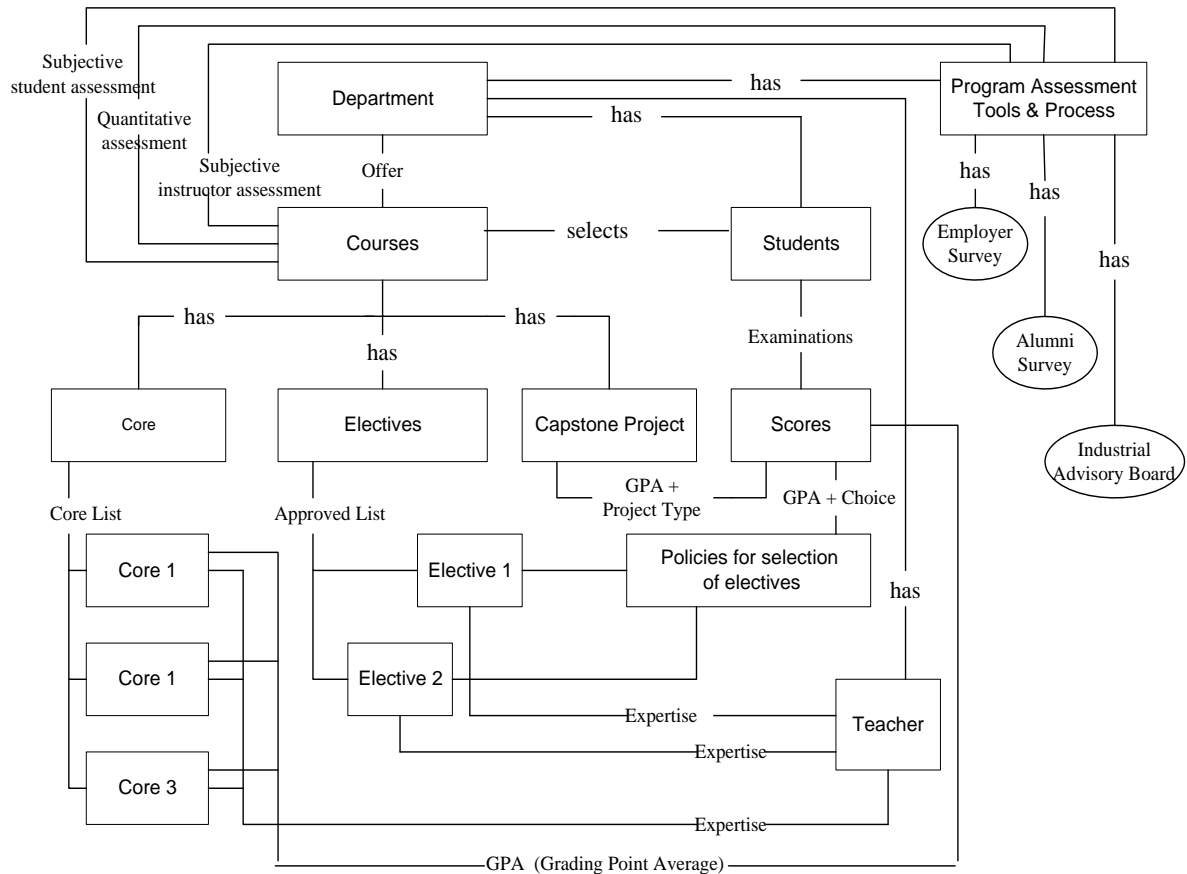 Subjective
student assessment
Quantitative
assessment
Subjective
instructor assessment
Department
has
has
Program Assessment
Tools & Process
Offer
has
has
has
Courses
selects
Students
Employer
Survey
has
has
has
Examinations
Alumni
Survey
Core
Electives
Capstone Project
Scores
Industrial
Advisory Board
GPA +
Project Type
GPA + Choice
Core List
Approved List
Core 1
Elective 1
Policies for selection
of electives
has
Core 1
Elective 2
Expertise
Teacher
Expertise
Core 3
Expertise
GPA (Grading Point Average)